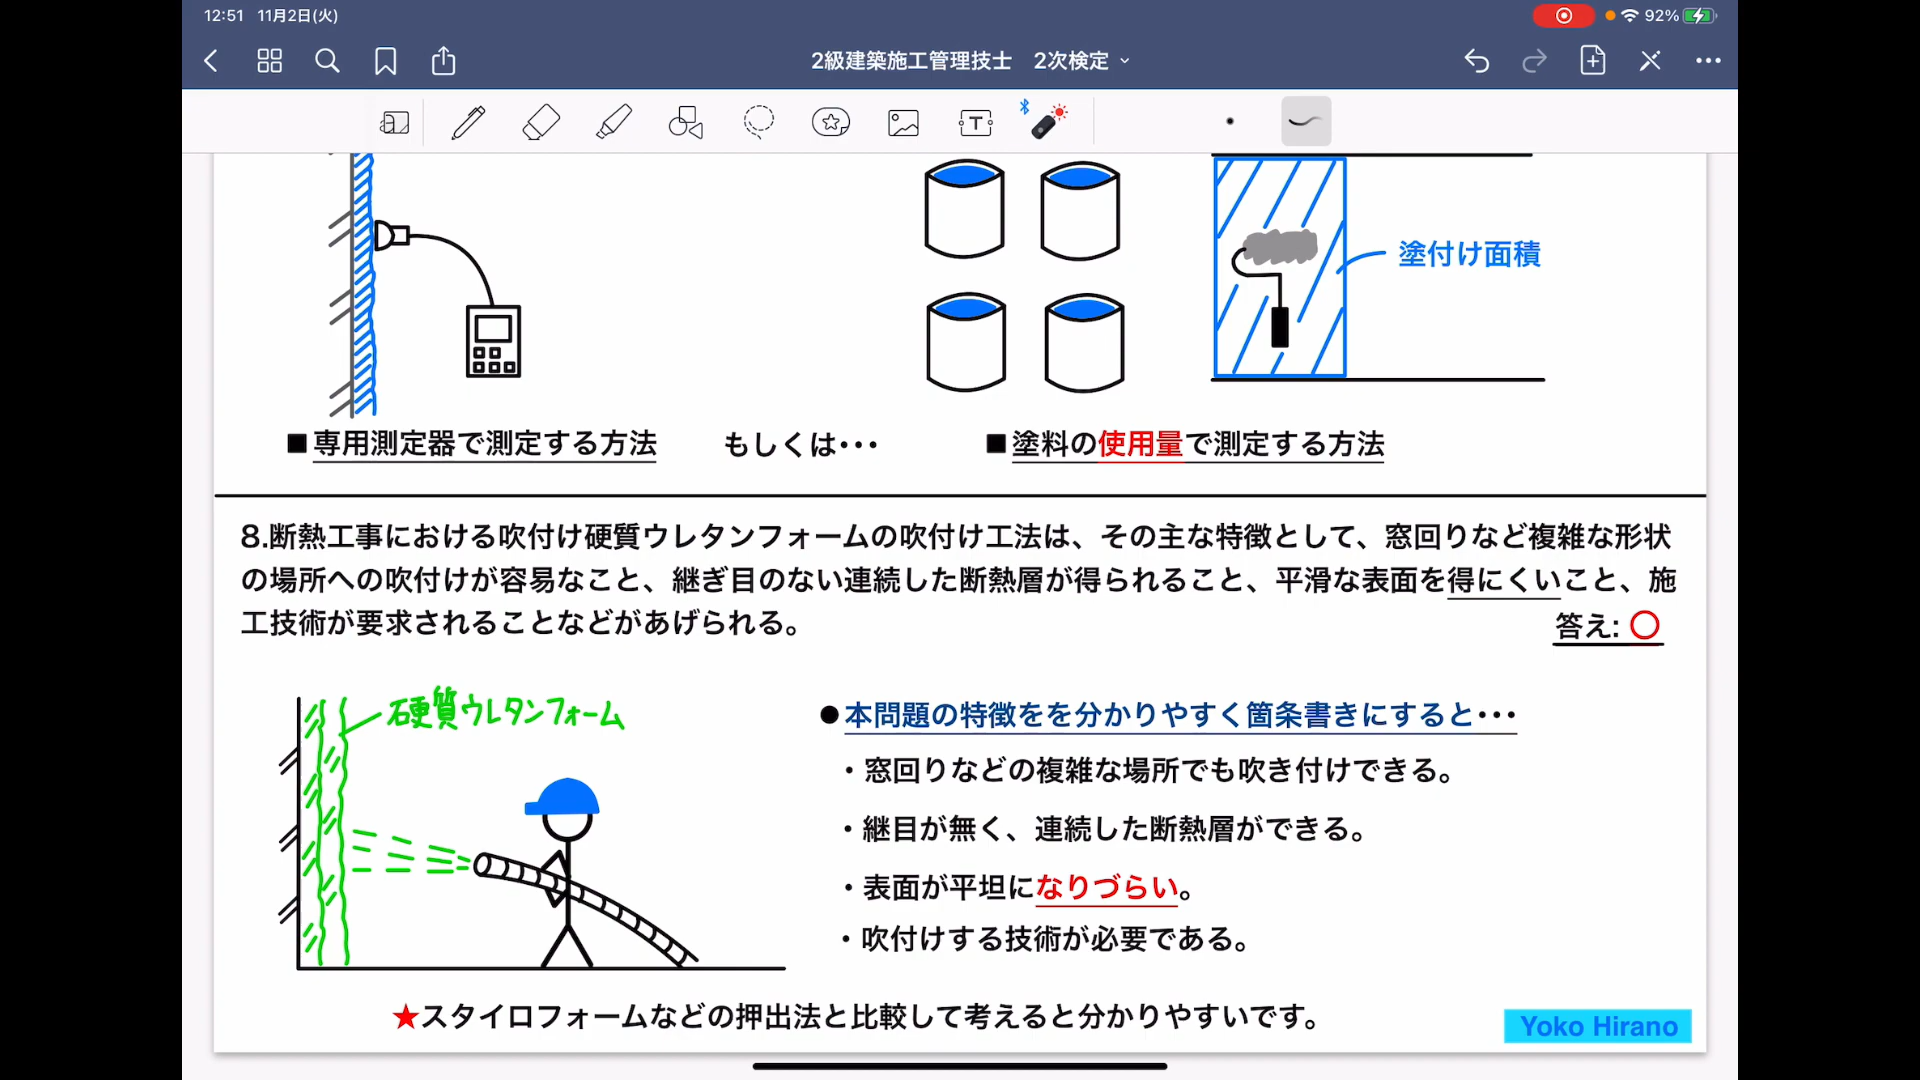 12:51 11月2日(火)
92%
2級建築施工管理技士 2次検定
塗付け面積
■専用測定器で測定する方法 もしくは・・・ ■塗料の使用量で測定する方法
8.断熱工事における吹付け硬質ウレタンフォームの吹付け工法は、その主な特徴として、窓回りなど複雑な形状
の場所への吹付けが容易なこと、継ぎ目のない連続した断熱層が得られること、平滑な表面を得にくいこと、施
工技術が要求されることなどがあげられる。
答え: ○
硬質ウレタンフォーム
●本問題の特徴をを分かりやすく箇条書きにすると・・・
・窓回りなどの複雑な場所でも吹き付けできる。
・継目が無く、連続した断熱層ができる。
・表面が平坦になりづらい。
・吹付けする技術が必要である。
★スタイロフォームなどの押出法と比較して考えると分かりやすいです。
Yoko Hirano